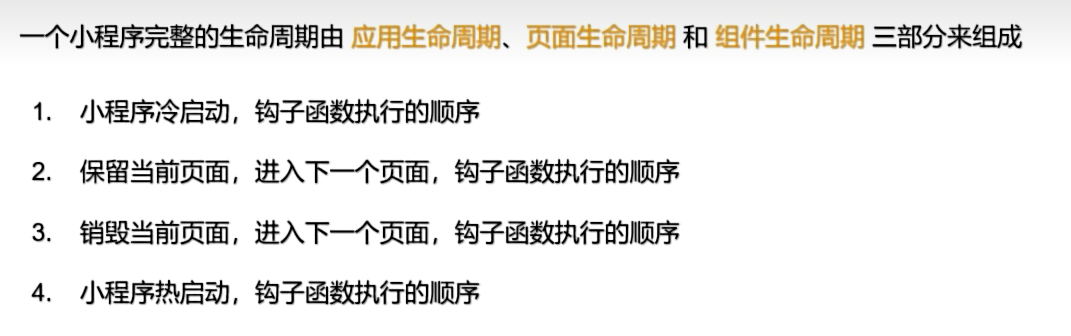 一个小程序完整的生命周期由 应用生命周期、页面生命周期 和 组件生命周期 三部分来组成
1. 小程序冷启动，钩子函数执行的顺序
2. 保留当前页面，进入下一个页面，钩子函数执行的顺序
3. 销毁当前页面，进入下一个页面，钩子函数执行的顺序
4. 小程序热启动，钩子函数执行的顺序